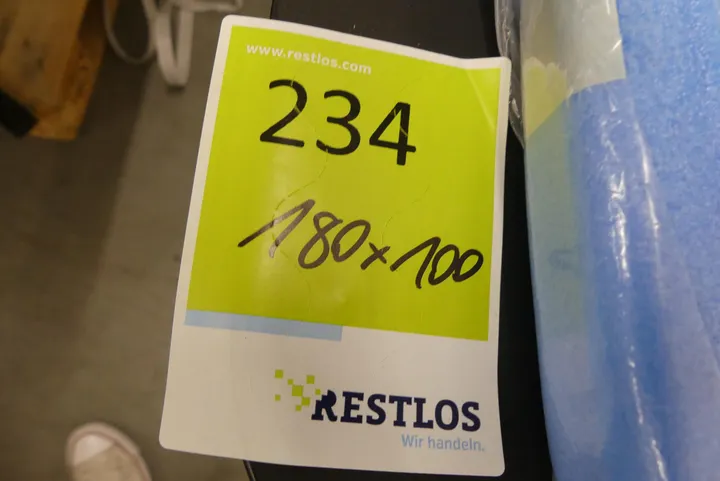 www.restlos.com
234
180x100
RESTLOS
Wir handeln.